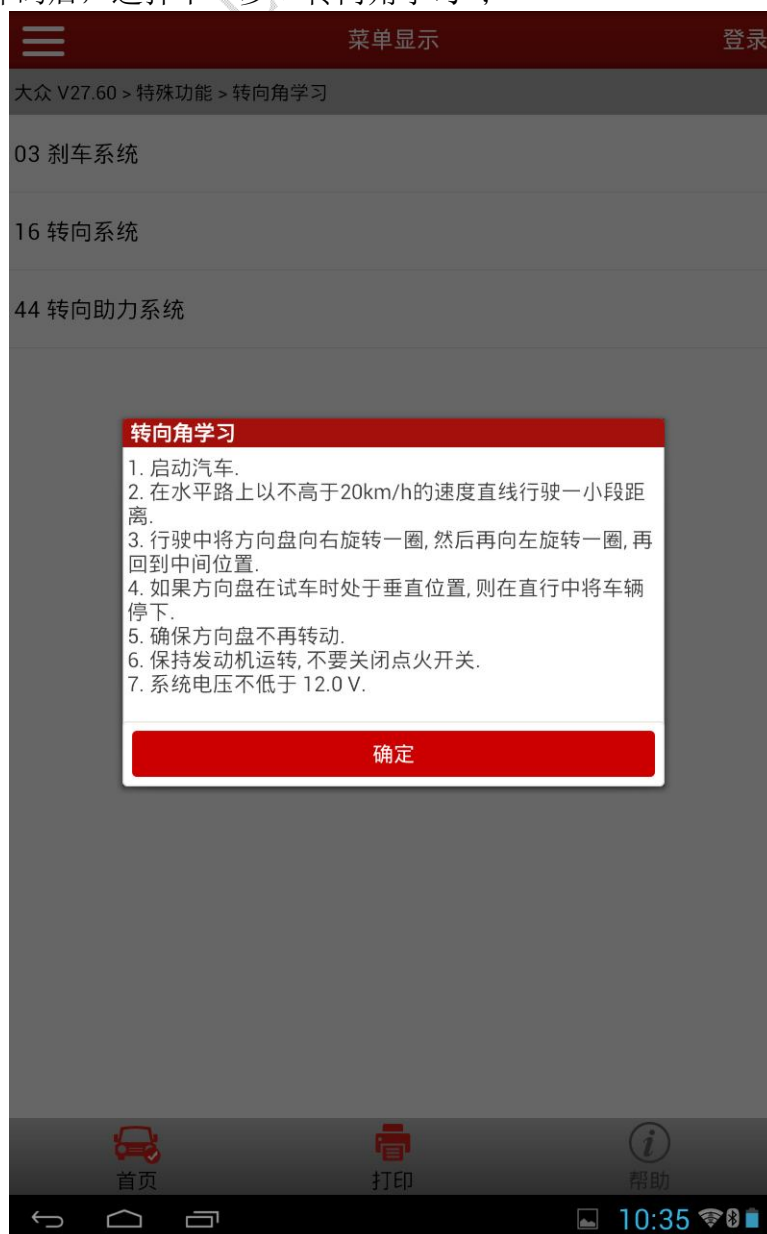 菜单显示
登录
大众 V27.60 > 特殊功能 > 转向角学习
03 刹车系统
16 转向系统
44 转向助力系统
转向角学习
1. 启动汽车.
2. 在水平路上以不高于20km/h的速度直线行驶一小段距
离.
3. 行驶中将方向盘向右旋转一圈, 然后再向左旋转一圈, 再
回到中间位置.
4. 如果方向盘在试车时处于垂直位置, 则在直行中将车辆
停下.
5. 确保方向盘不再转动.
6. 保持发动机运转, 不要关闭点火开关.
7. 系统电压不低于 12.0 V.
确定
首页
打印
帮助
10:35